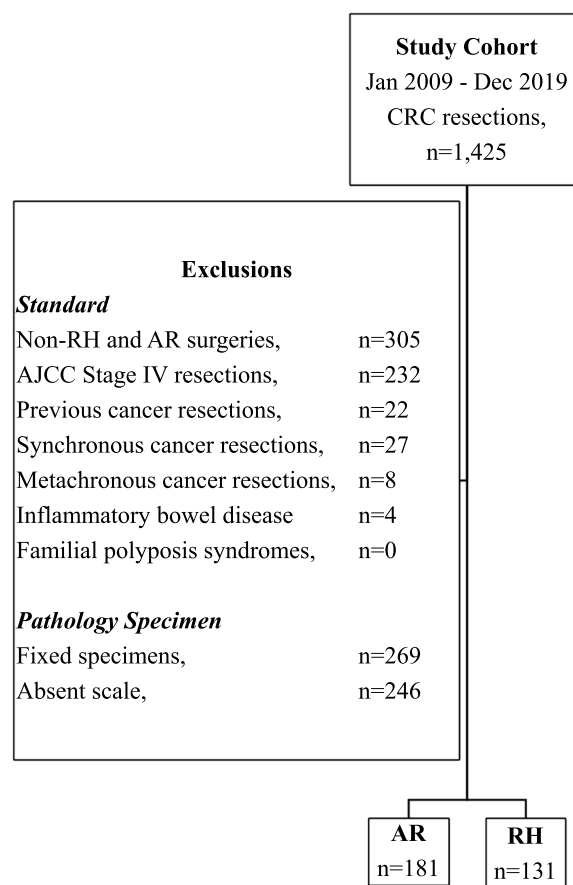 Study Cohort
Jan 2009 - Dec 2019
CRC resections,
n=1,425
Exclusions
Standard
Non-RH and AR surgeries, n=305
AJCC Stage IV resections, n=232
Previous cancer resections, n=22
Synchronous cancer resections, n=27
Metachronous cancer resections, n=8
Inflammatory bowel disease n=4
Familial polyposis syndromes, n=0
Pathology Specimen
Fixed specimens, n=269
Absent scale, n=246
AR RH
n=181 n=131